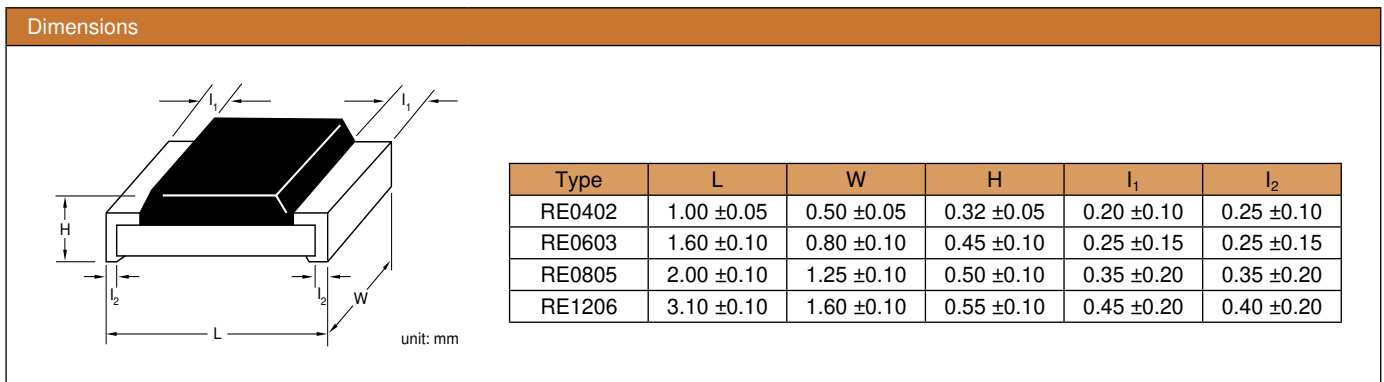 Dimensions
l₁
l₁
H
l₂
l₂
W
L
unit: mm
Type L W H l₁ l₂
RE0402 1.00 ±0.05 0.50 ±0.05 0.32 ±0.05 0.20 ±0.10 0.25 ±0.10
RE0603 1.60 ±0.10 0.80 ±0.10 0.45 ±0.10 0.25 ±0.15 0.25 ±0.15
RE0805 2.00 ±0.10 1.25 ±0.10 0.50 ±0.10 0.35 ±0.20 0.35 ±0.20
RE1206 3.10 ±0.10 1.60 ±0.10 0.55 ±0.10 0.45 ±0.20 0.40 ±0.20